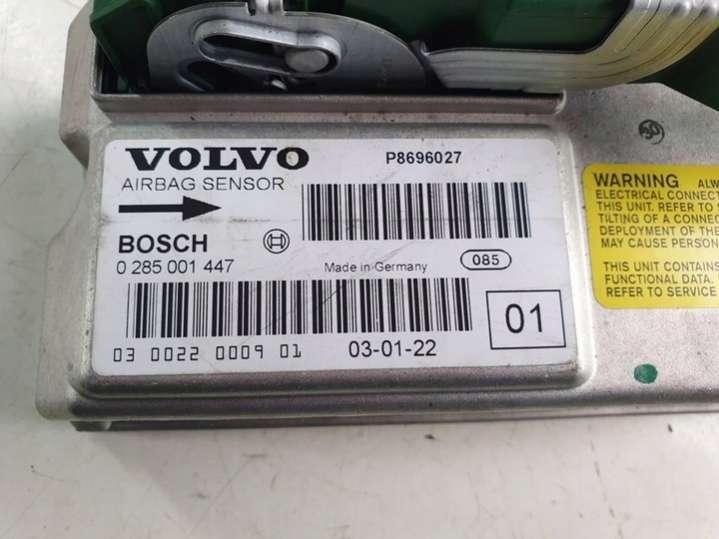 VOLVO
P8696027
AIRBAG SENSOR
BOSCH
0 285 001 447
Made in Germany
085
01
03 0022 0009 01
03-01-22
30
WARNING ALW
ELECTRICAL CONNECT
THIS UNIT. REFER TO
TILTING OF A CONNEC
DEPLOYMENT OF THE
MAY CAUSE PERSON
THIS UNIT CONTAINS
FUNCTIONAL DATA.
REFER TO SERVICE